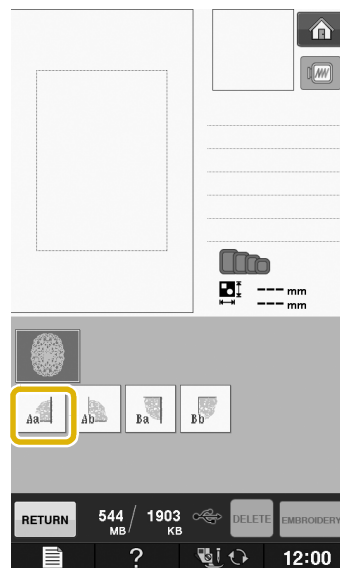 --- mm
--- mm
Aa Ab Ba Bb
RETURN 544 MB / 1903 KB DELETE EMBROIDERY
? 12:00